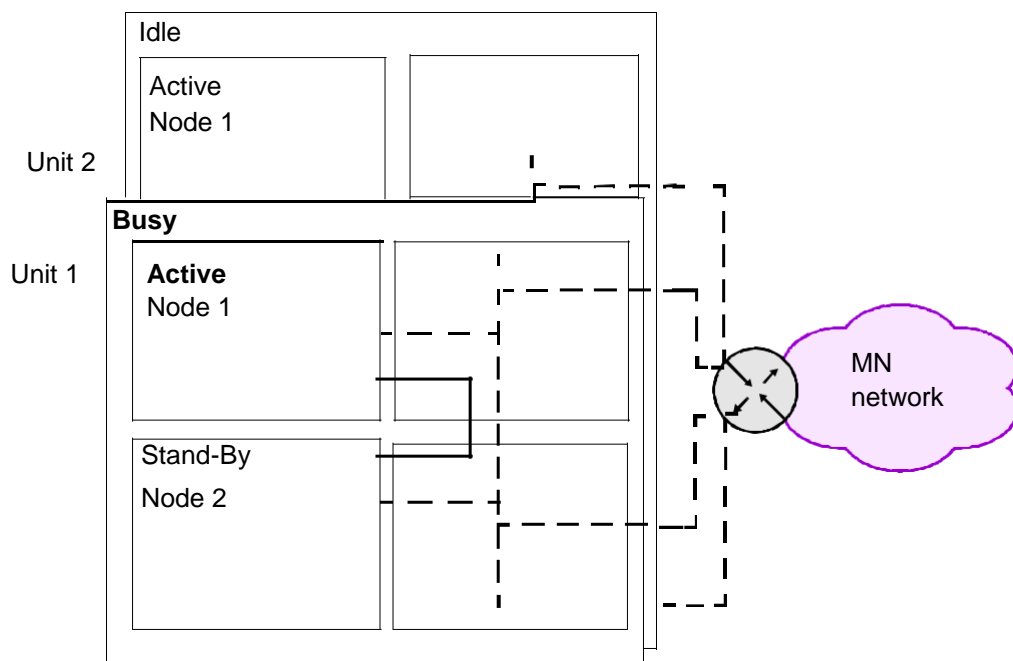 Idle
Active
Node 1
Unit 2
Busy
Unit 1
Active
Node 1
MN
network
Stand-By
Node 2